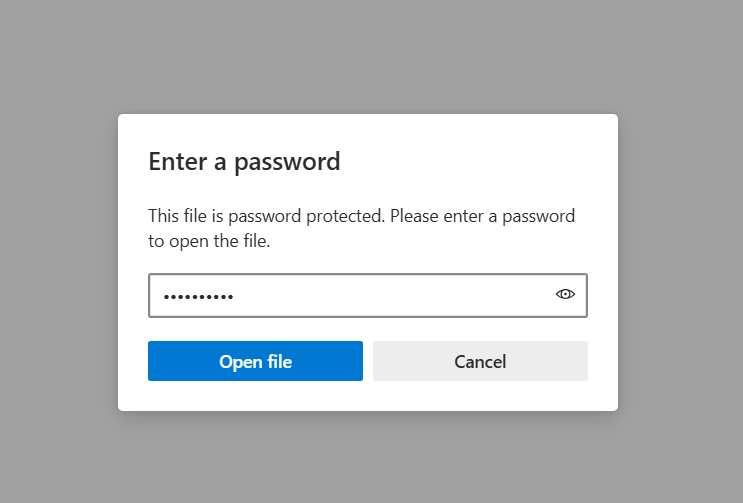 Enter a password
This file is password protected. Please enter a password
to open the file.
••••••••••
Open file
Cancel